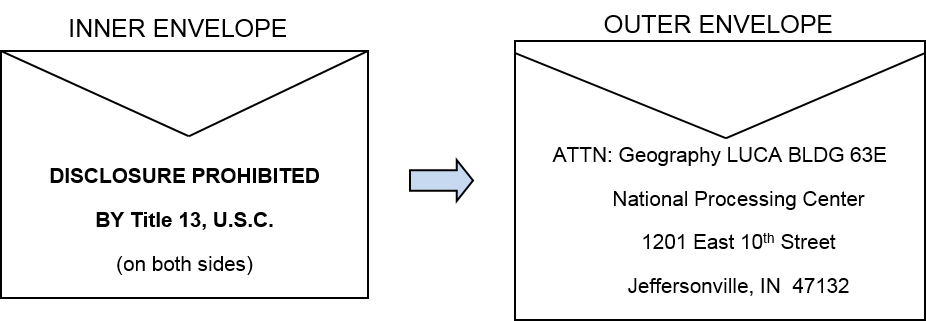 INNER ENVELOPE
DISCLOSURE PROHIBITED
BY Title 13, U.S.C.
(on both sides)
OUTER ENVELOPE
ATTN: Geography LUCA BLDG 63E
National Processing Center
1201 East 10th Street
Jeffersonville, IN  47132